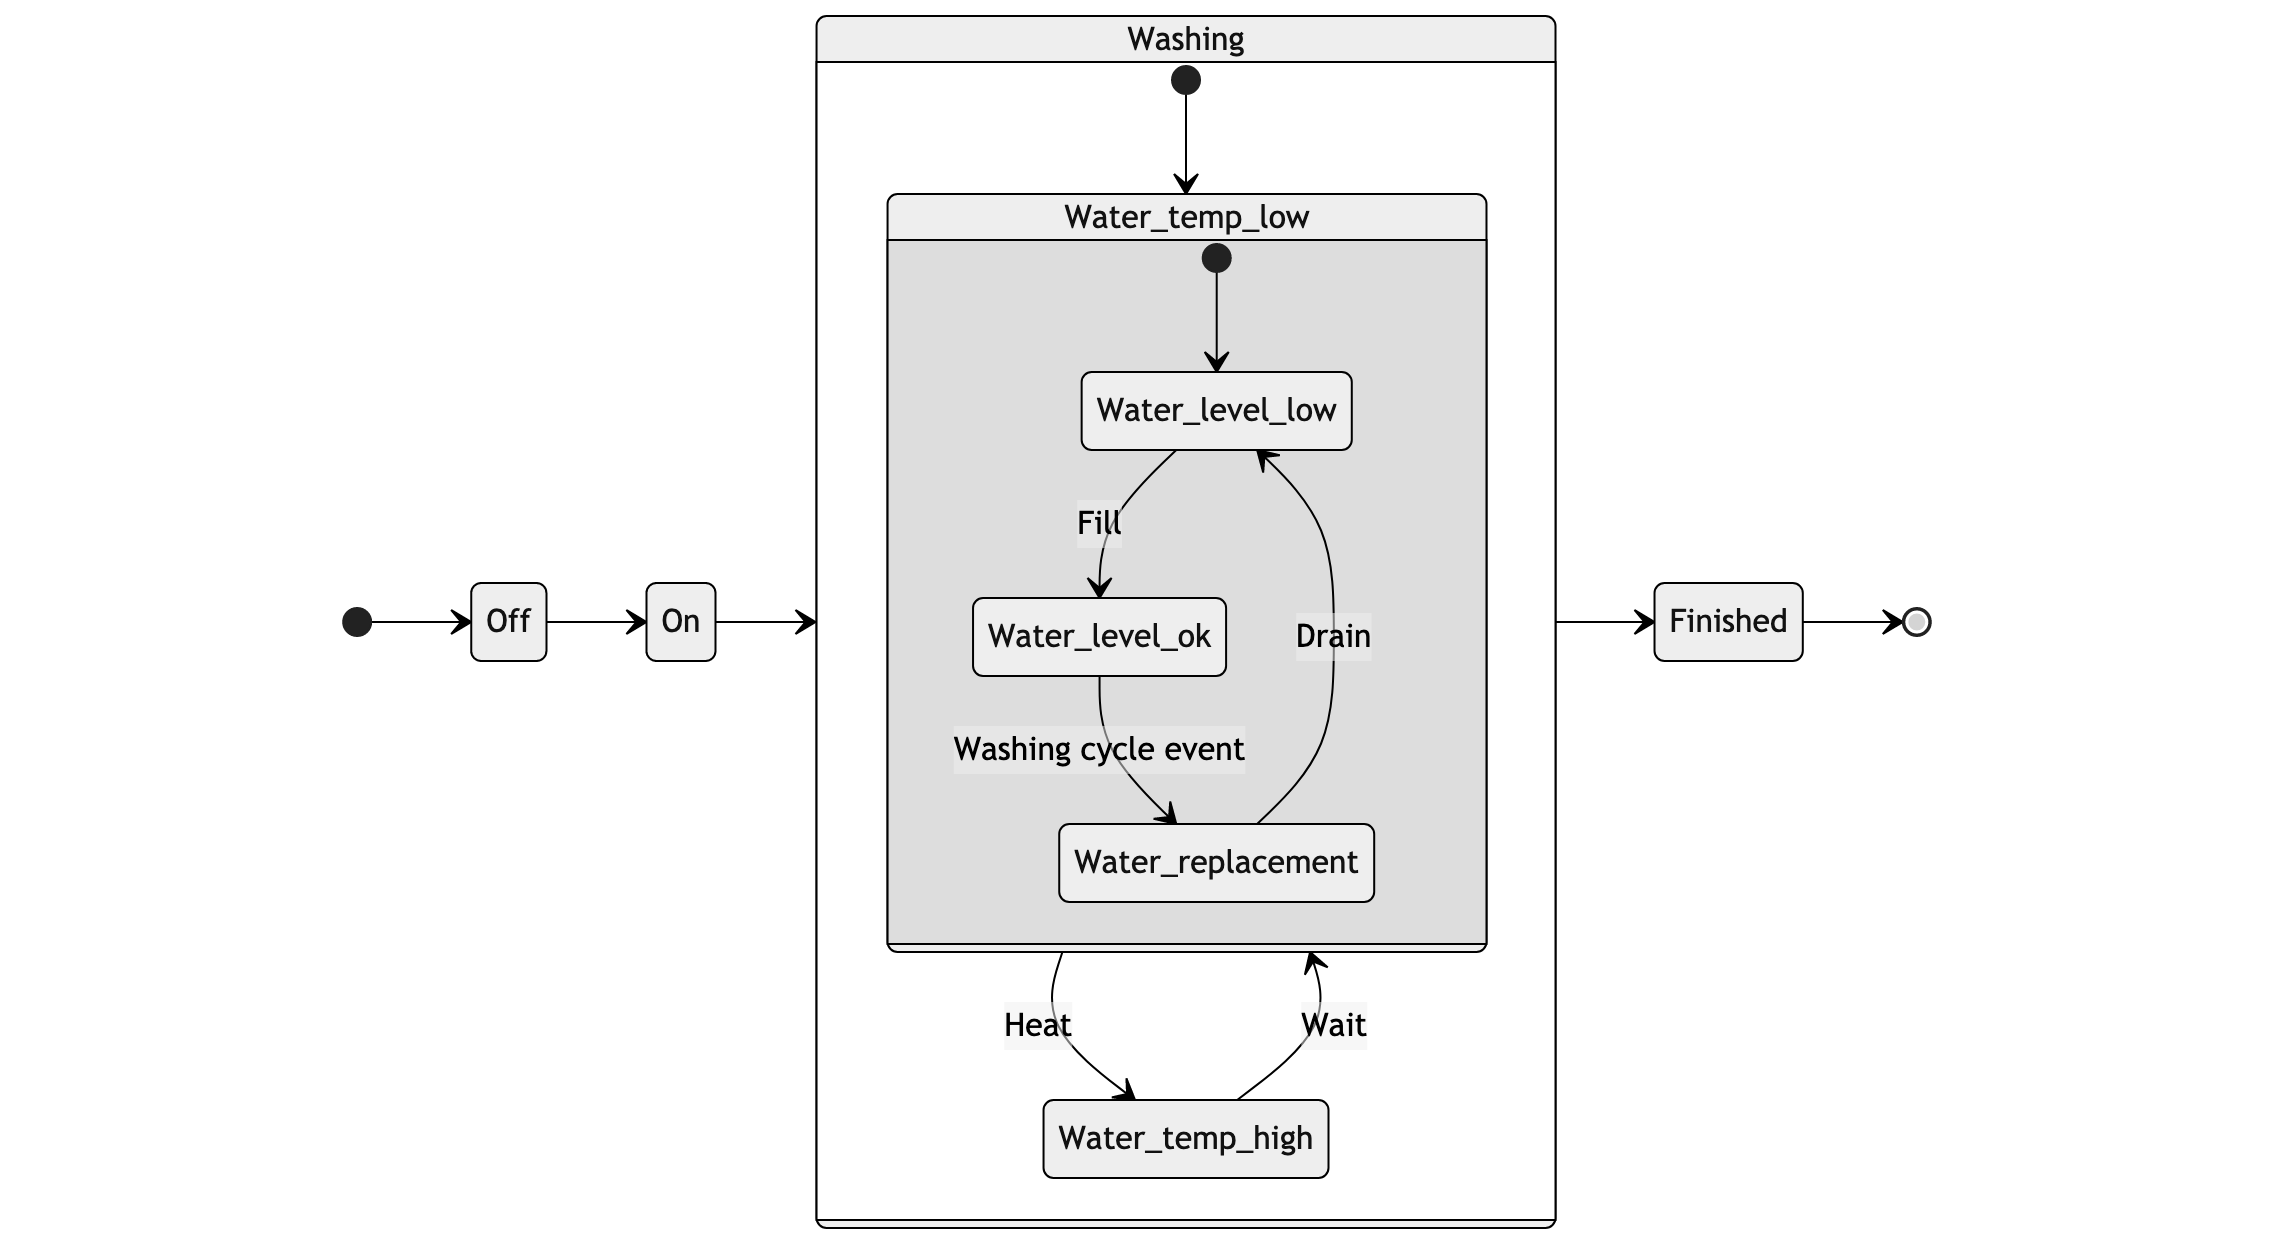 Washing
Water_temp_low
Water_level_low
Fill
Off
On
Water_level_ok
Drain
Finished
Washing cycle event
Water_replacement
Heat
Wait
Water_temp_high